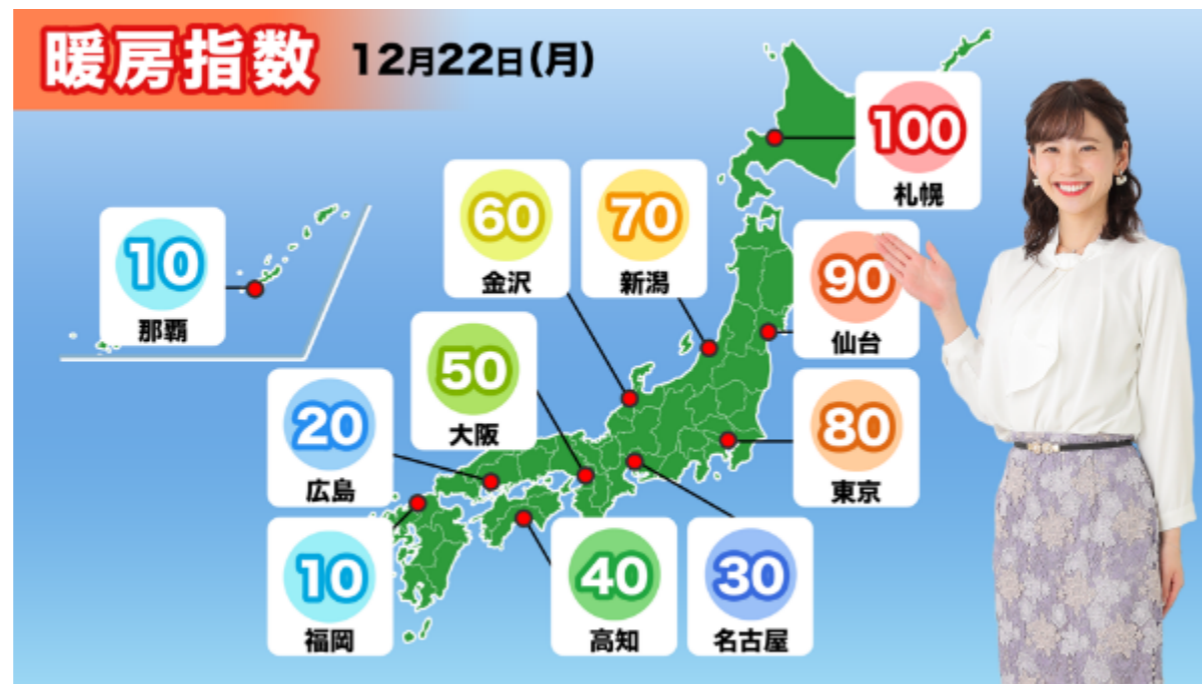 暖房指数
12月22日(月)
100
札幌
60
金沢
70
新潟
10
那覇
90
仙台
50
大阪
20
広島
80
東京
10
福岡
40
高知
30
名古屋